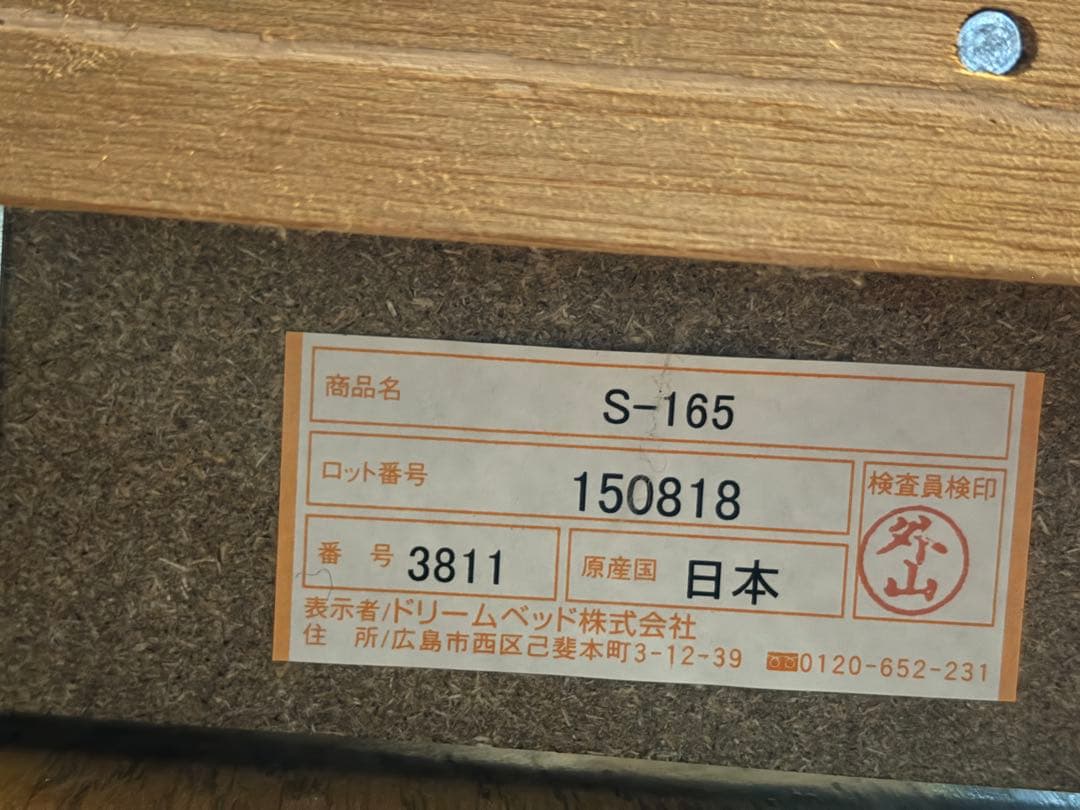 商品名 S-165
ロット番号 150818
検査員検印
外山
番 号 3811
原産国 日本
表示者/ドリームベッド株式会社
住 所/広島市西区己斐本町3-12-39 0120-652-231